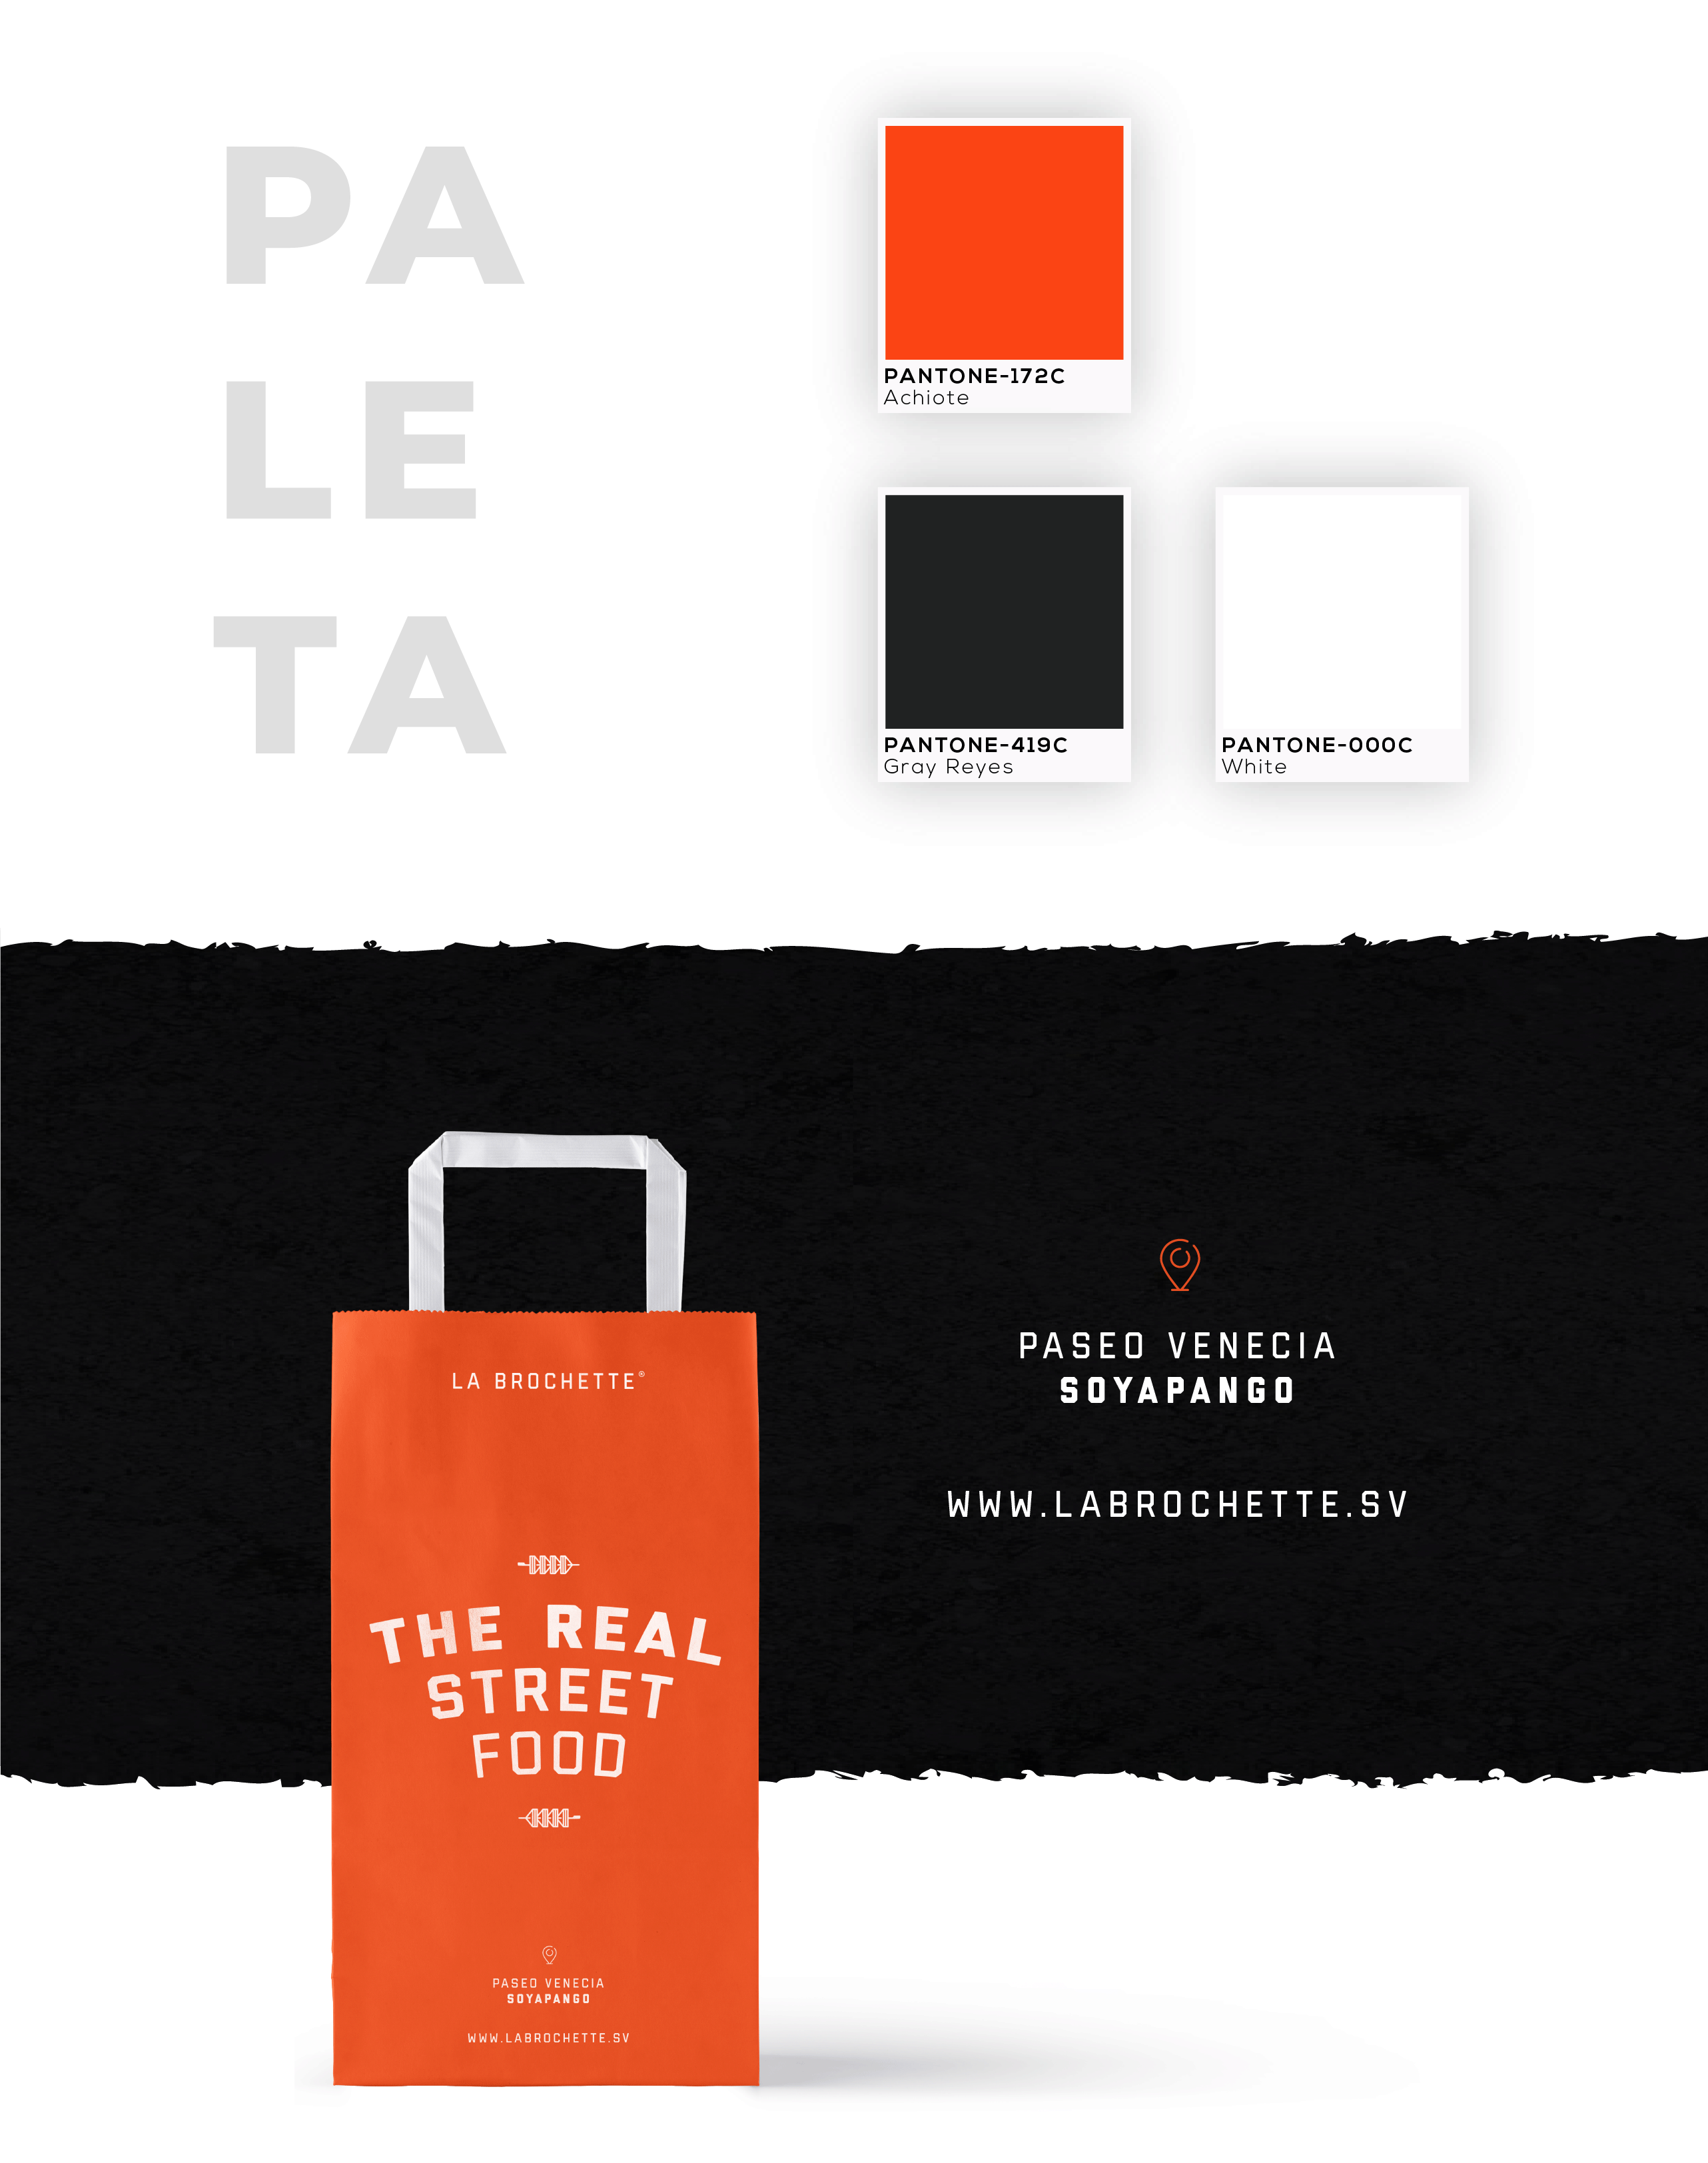 PA
LE
TA
PANTONE-172C
Achiote
PANTONE-419C
Gray Reyes
PANTONE-000C
White
PASEO VENECIA
SOYAPANGO
WWW.LABROCHETTE.SV
LA BROCHETTE®
THE REAL
STREET
FOOD
PASEO VENECIA
SOYAPANGO
WWW.LABROCHETTE.SV